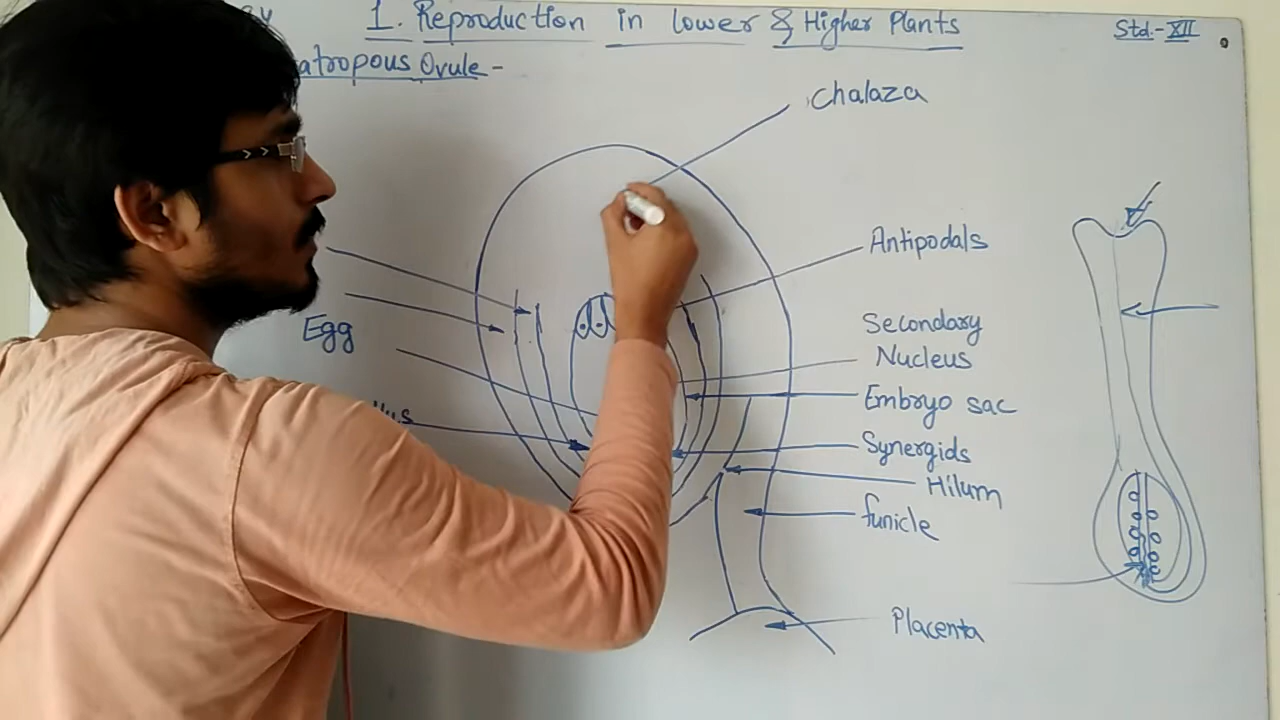 1. Reproduction in Lower & Higher Plants
Std.- XII
atropous Ovule -
Chalaza
Antipodals
Egg
Secondary
Nucleus
Embryo sac
Synergids
Hilum
funicle
Placenta